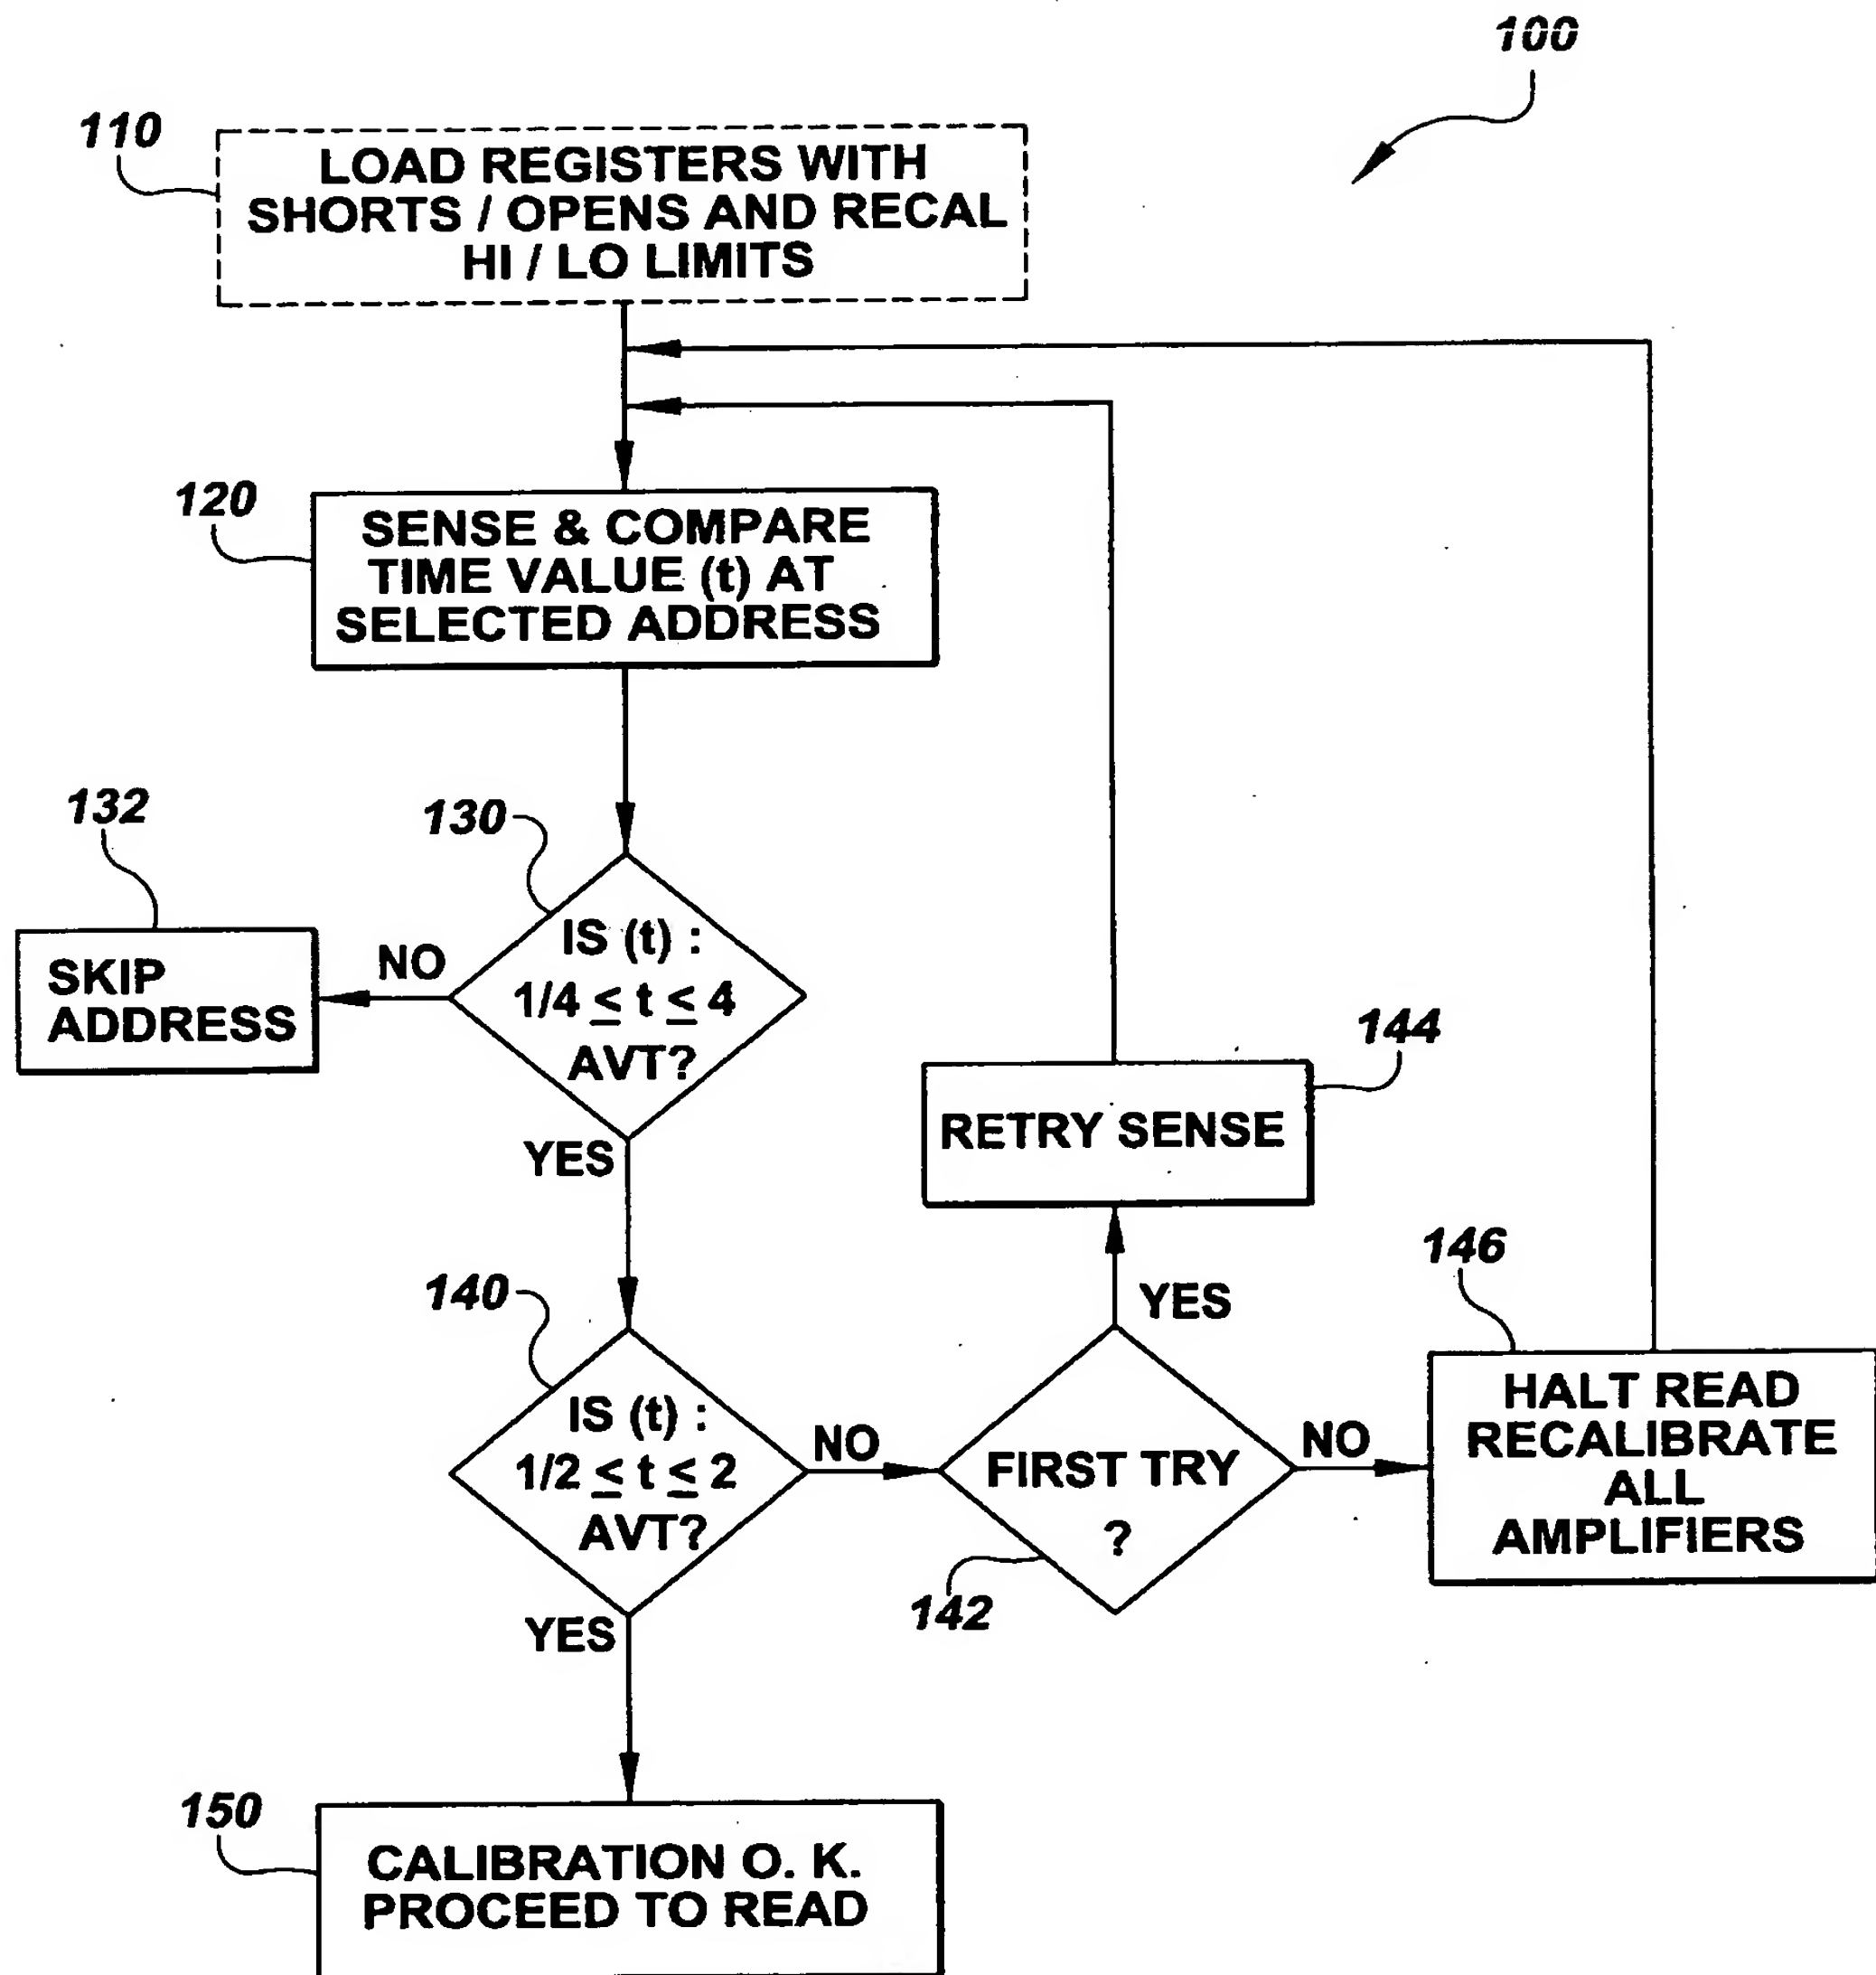 100
110
LOAD REGISTERS WITH
SHORTS / OPENS AND RECAL
HI / LO LIMITS
120
SENSE & COMPARE
TIME VALUE (t) AT
SELECTED ADDRESS
132
130
SKIP
ADDRESS
NO
IS (t) :
1/4 ≤ t ≤ 4
AVT?
YES
144
RETRY SENSE
YES
146
140
IS (t) :
1/2 ≤ t ≤ 2
AVT?
NO
FIRST TRY
?
142
NO
HALT READ
RECALIBRATE
ALL
AMPLIFIERS
YES
150
CALIBRATION O. K.
PROCEED TO READ